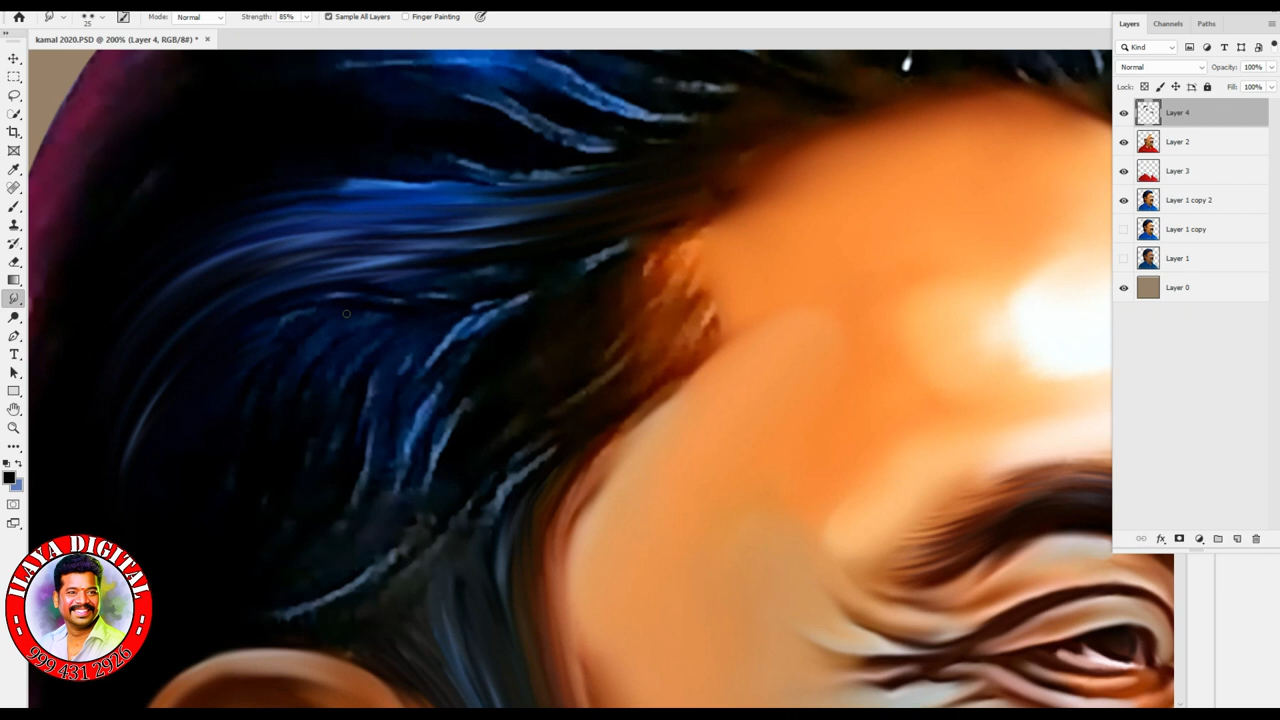 25
Mode: Normal
Strength: 85%
Sample All Layers
Finger Painting
kamal 2020.PSD @ 200% (Layer 4, RGB/8#) * ×
Layers Channels Paths
Kind
Normal
Opacity: 100%
Lock:
Fill: 100%
Layer 4
Layer 2
Layer 3
Layer 1 copy 2
Layer 1 copy
Layer 1
Layer 0
fx
ILAYA DIGITAL
999 431 2926